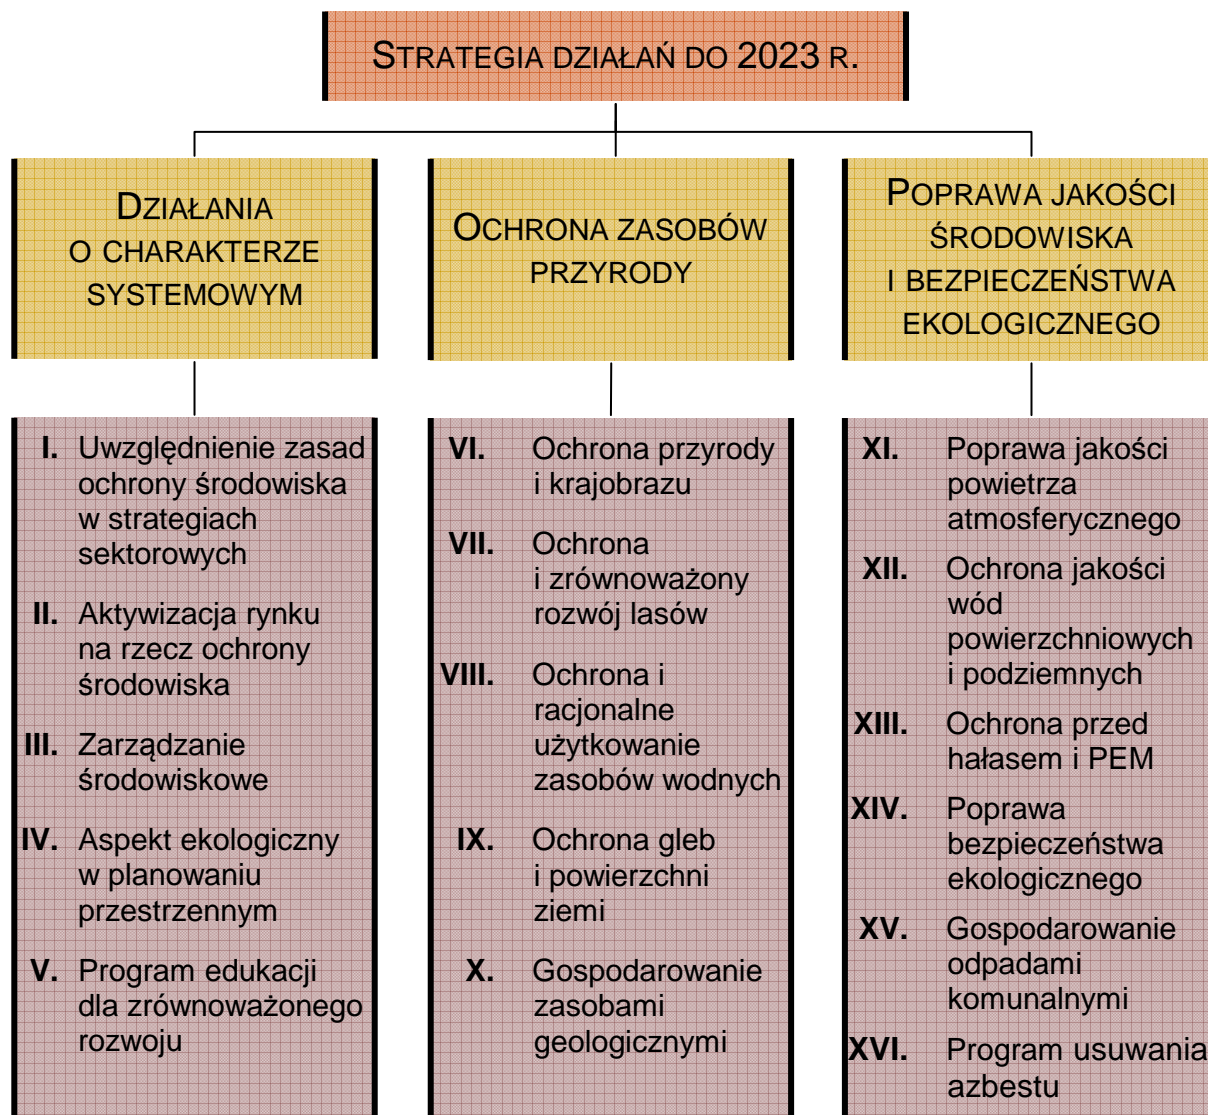 STRATEGIA DZIAŁAŃ DO 2023 R.
DZIAŁANIA
O CHARAKTERZE
SYSTEMOWYM
OCHRONA ZASOBÓW
PRZYRODY
POPRAWA JAKOŚCI
ŚRODOWISKA
I BEZPIECZEŃSTWA
EKOLOGICZNEGO
I. Uwzględnienie zasad
ochrony środowiska
w strategiach
sektorowych
II. Aktywizacja rynku
na rzecz ochrony
środowiska
III. Zarządzanie
środowiskowe
IV. Aspekt ekologiczny
w planowaniu
przestrzennym
V. Program edukacji
dla zrównoważonego
rozwoju
VI. Ochrona przyrody
i krajobrazu
VII. Ochrona
i zrównoważony
rozwój lasów
VIII. Ochrona i
racjonalne
użytkowanie
zasobów wodnych
IX. Ochrona gleb
i powierzchni
ziemi
X. Gospodarowanie
zasobami
geologicznymi
XI. Poprawa jakości
powietrza
atmosferycznego
XII. Ochrona jakości
wód
powierzchniowych
i podziemnych
XIII. Ochrona przed
hałasem i PEM
XIV. Poprawa
bezpieczeństwa
ekologicznego
XV. Gospodarowanie
odpadami
komunalnymi
XVI. Program usuwania
azbestu